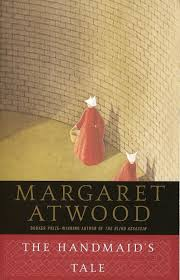 MARGARET
ATWOOD
BOOKER PRIZE-WINNING AUTHOR OF THE BLIND ASSASSIN
THE HANDMAID'S
TALE